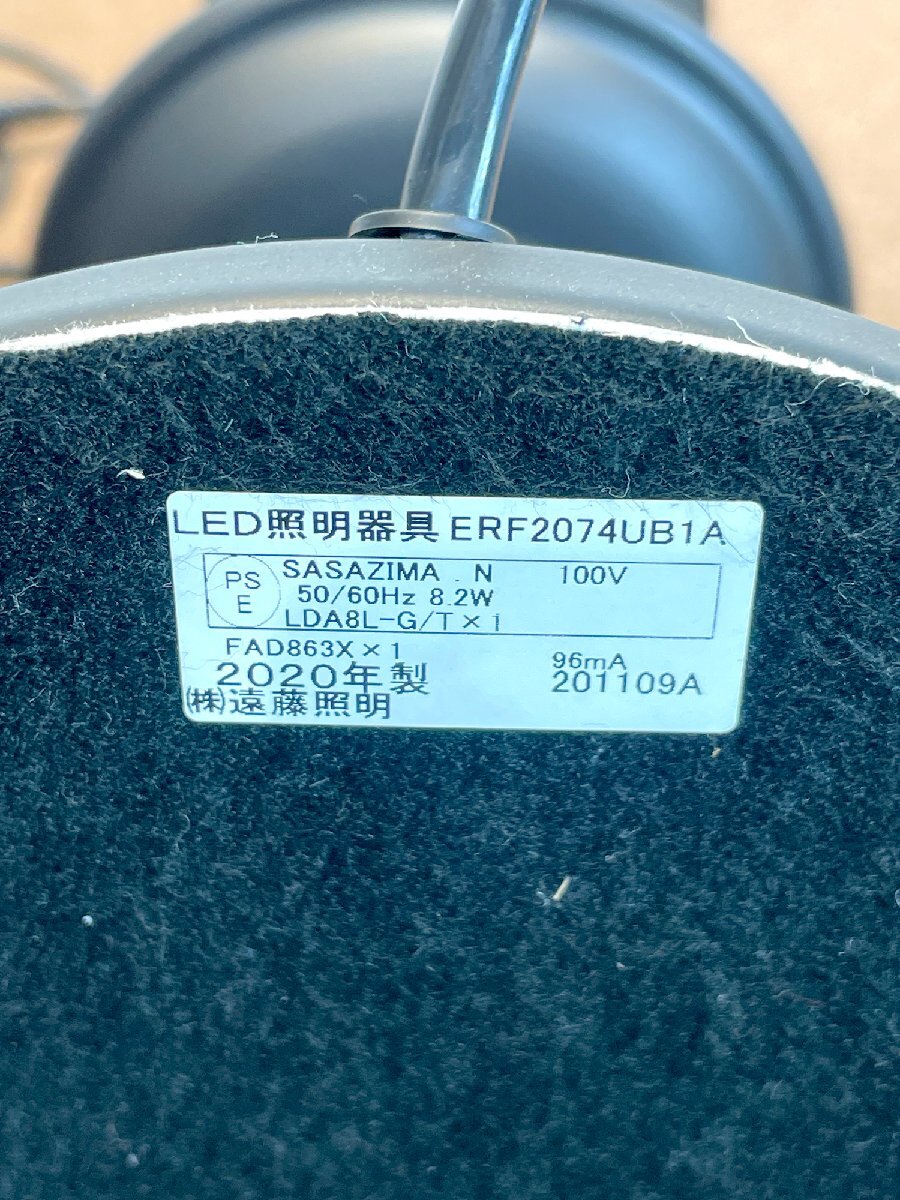 LED照明器具 ERF2074UB1A
PS
E
SASAZIMA . N 100V
50/60Hz 8.2W
LDA8L-G/T×1
FAD863X×1
96mA
2020年製 201109A
㈱遠藤照明